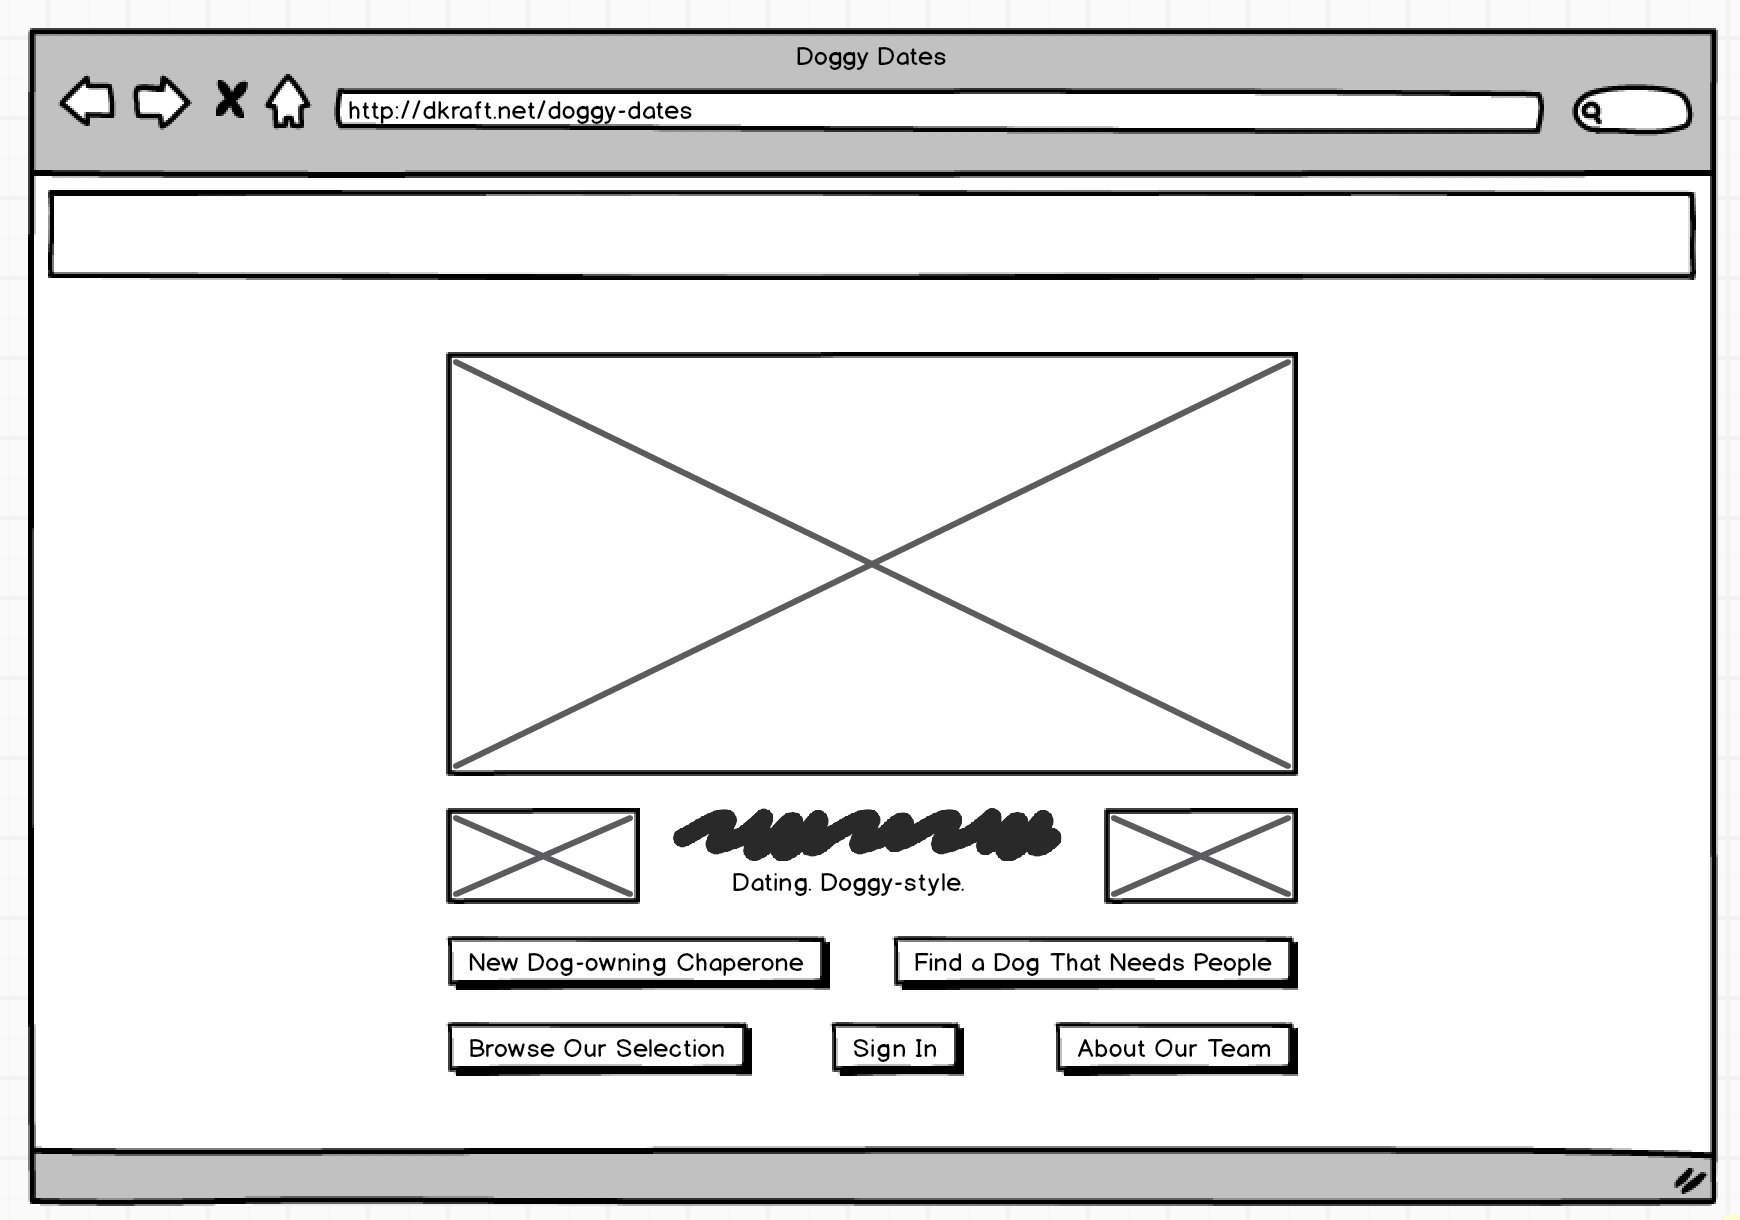 Doggy Dates
http://dkraft.net/doggy-dates
Dating. Doggy-style.
New Dog-owning Chaperone
Find a Dog That Needs People
Browse Our Selection
Sign In
About Our Team